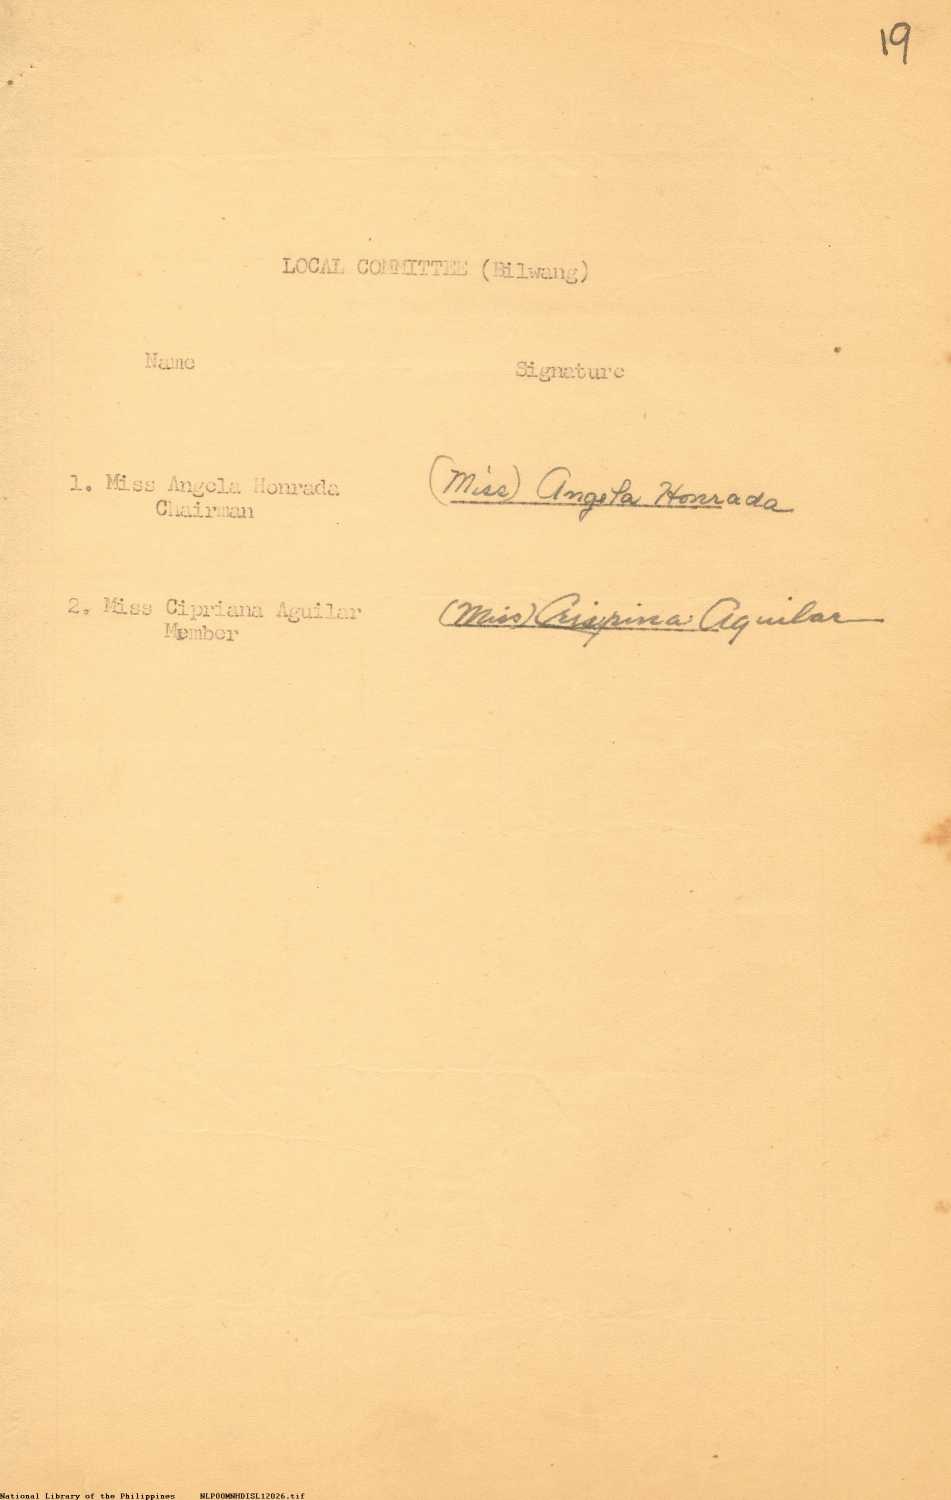 19
LOCAL COMMITTEE (Bilwang)
Name Signature
1. Miss Angela Honrada (Miss) Angela Honrada
Chairman
2. Miss Cipriana Aguilar (Miss) Crispina Aguilar
Member
National Library of the Philippines NLP00MNHDISL12026.tif